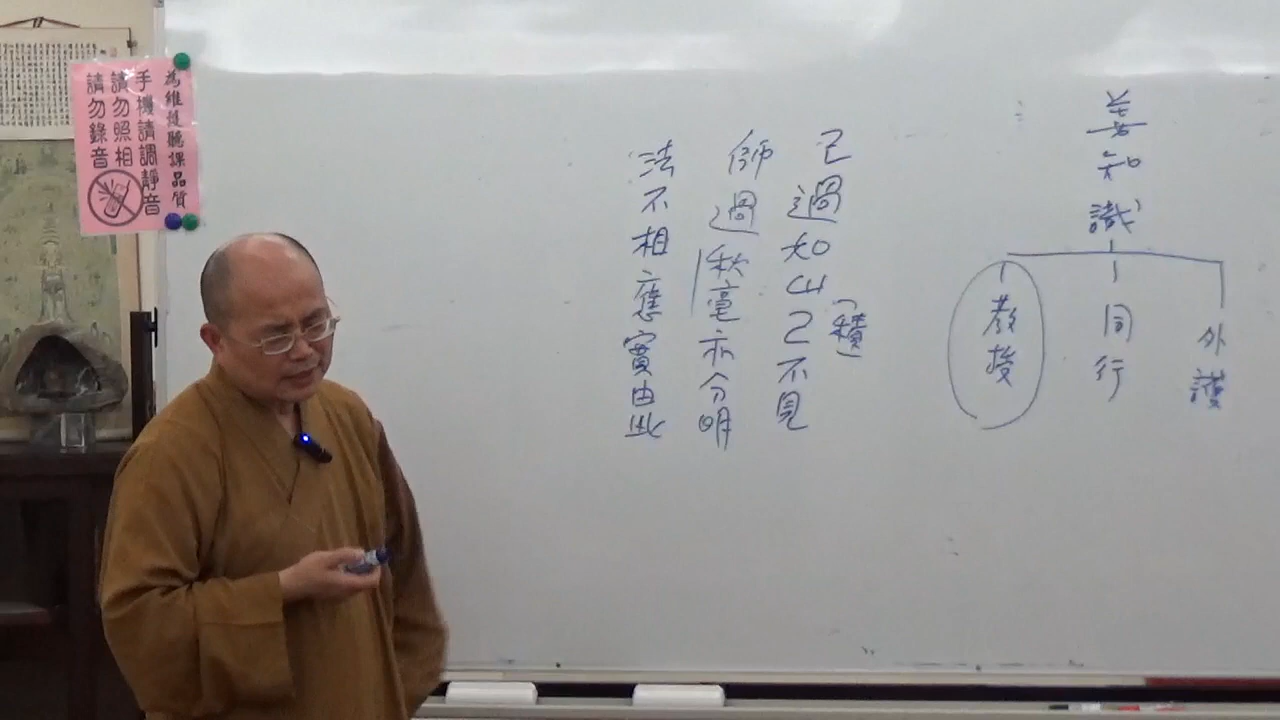 善知識
外護
同行
教授
己過如山己不見
(積)
師過秋毫亦分明
法不相應實由此
為維護聽課品質
手機請調靜音
請勿照相
請勿錄音